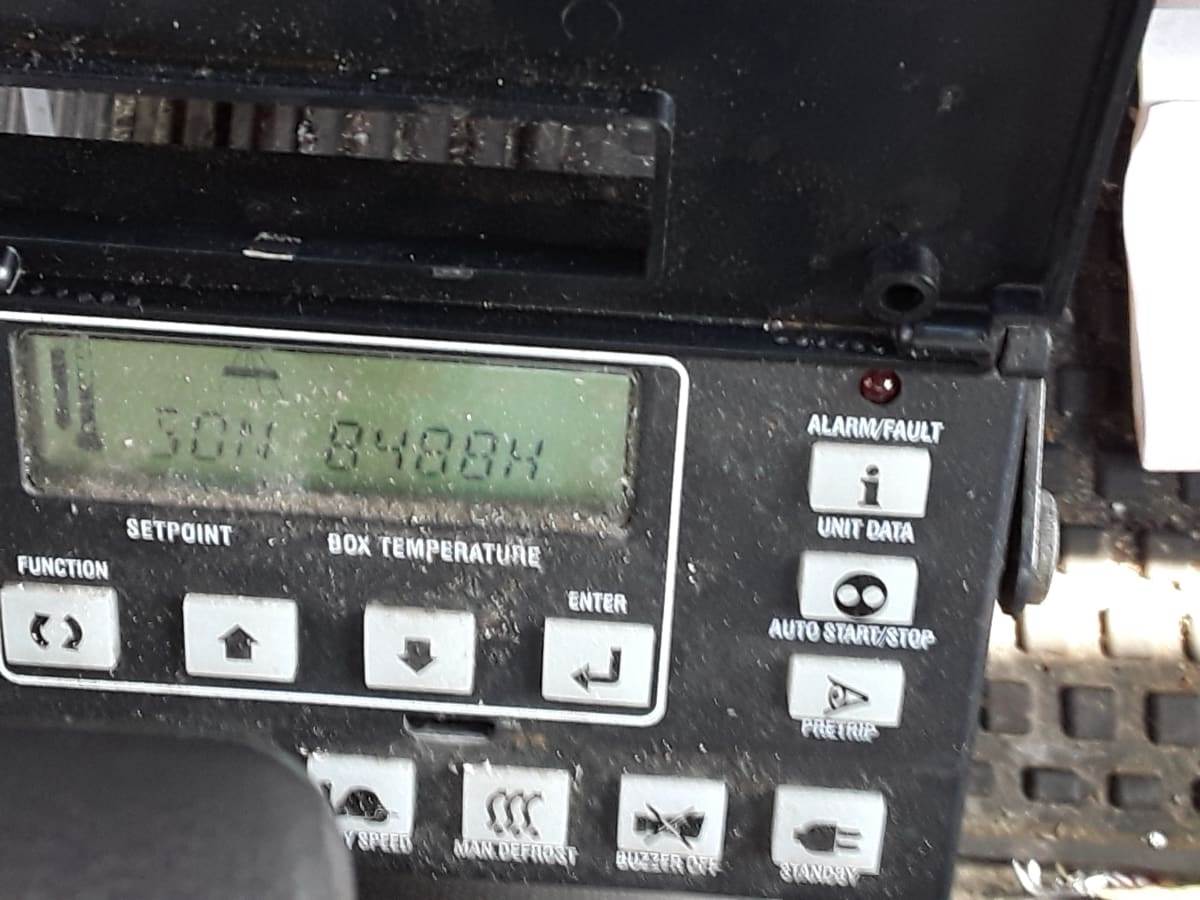 SON 8488H
SETPOINT BOX TEMPERATURE
FUNCTION
ENTER
ALARM/FAULT
i
UNIT DATA
AUTO START/STOP
PRETRIP
Y SPEED
MAN.DEFROST
BUZZER OFF
STANDBY